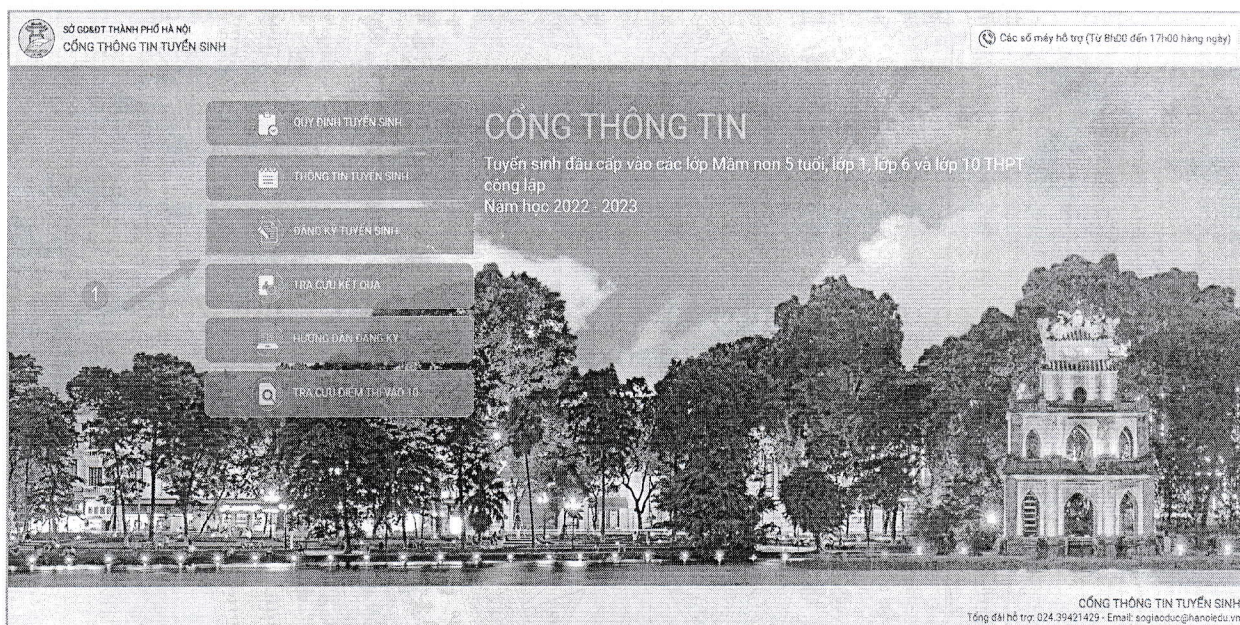 SỞ GD&ĐT THÀNH PHỐ HÀ NỘI
CỔNG THÔNG TIN TUYỂN SINH
Các số máy hỗ trợ (Từ 8h00 đến 17h00 hàng ngày)
QUY ĐỊNH TUYỂN SINH
THÔNG TIN TUYỂN SINH
ĐĂNG KÝ TUYỂN SINH
TRA CỨU KẾT QUẢ
HƯỚNG DẪN ĐĂNG KÝ
TRA CỨU ĐIỂM THI VÀO 10
1
CỔNG THÔNG TIN
Tuyển sinh đầu cấp vào các lớp Mầm non 5 tuổi, lớp 1, lớp 6 và lớp 10 THPT
công lập
Năm học 2022 - 2023
CỔNG THÔNG TIN TUYỂN SINH
Tổng đài hỗ trợ: 024.39421429 - Email: sogiaoduc@hanoiedu.vn